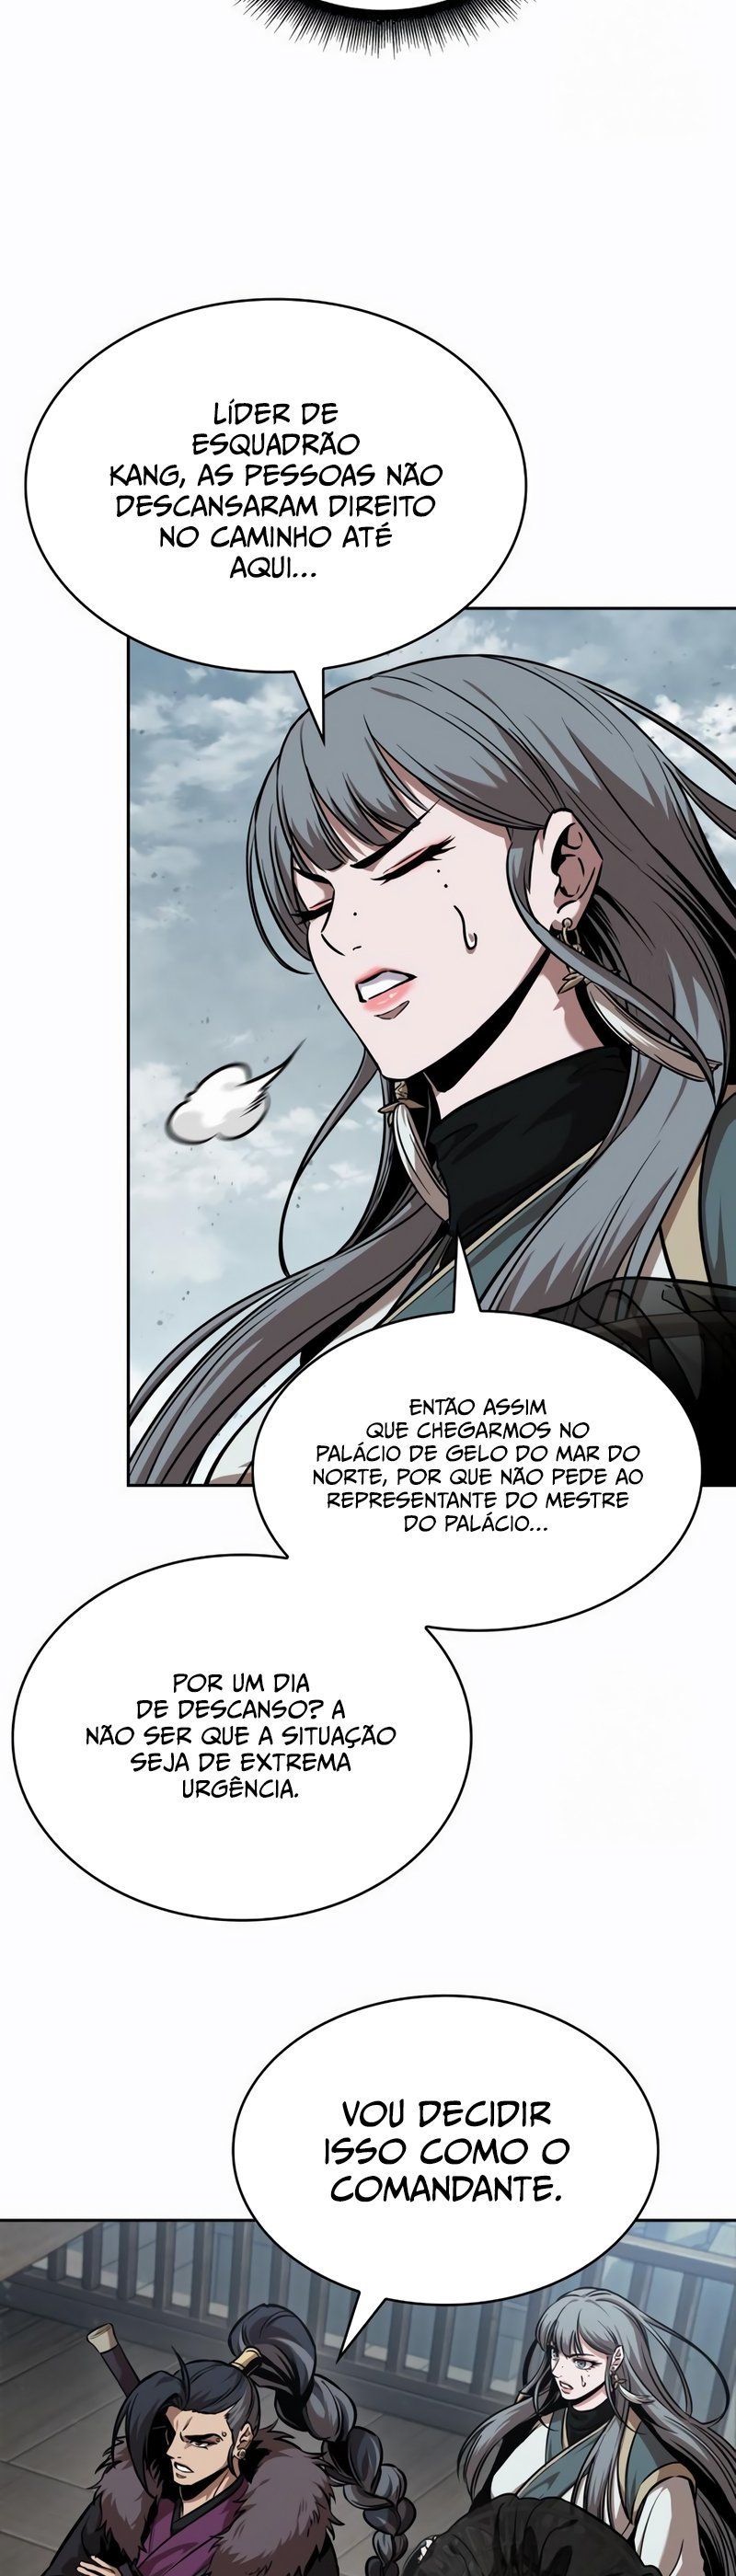 LÍDER DE
ESQUADRÃO
KANG, AS PESSOAS NÃO
DESCANSARAM DIREITO
NO CAMINHO ATÉ
AQUI...
ENTÃO ASSIM
QUE CHEGARMOS NO
PALÁCIO DE GELO DO MAR DO
NORTE, POR QUE NÃO PEDE AO
REPRESENTANTE DO MESTRE
DO PALÁCIO...
POR UM DIA
DE DESCANSO? A
NÃO SER QUE A SITUAÇÃO
SEJA DE EXTREMA
URGÊNCIA.
VOU DECIDIR
ISSO COMO O
COMANDANTE.